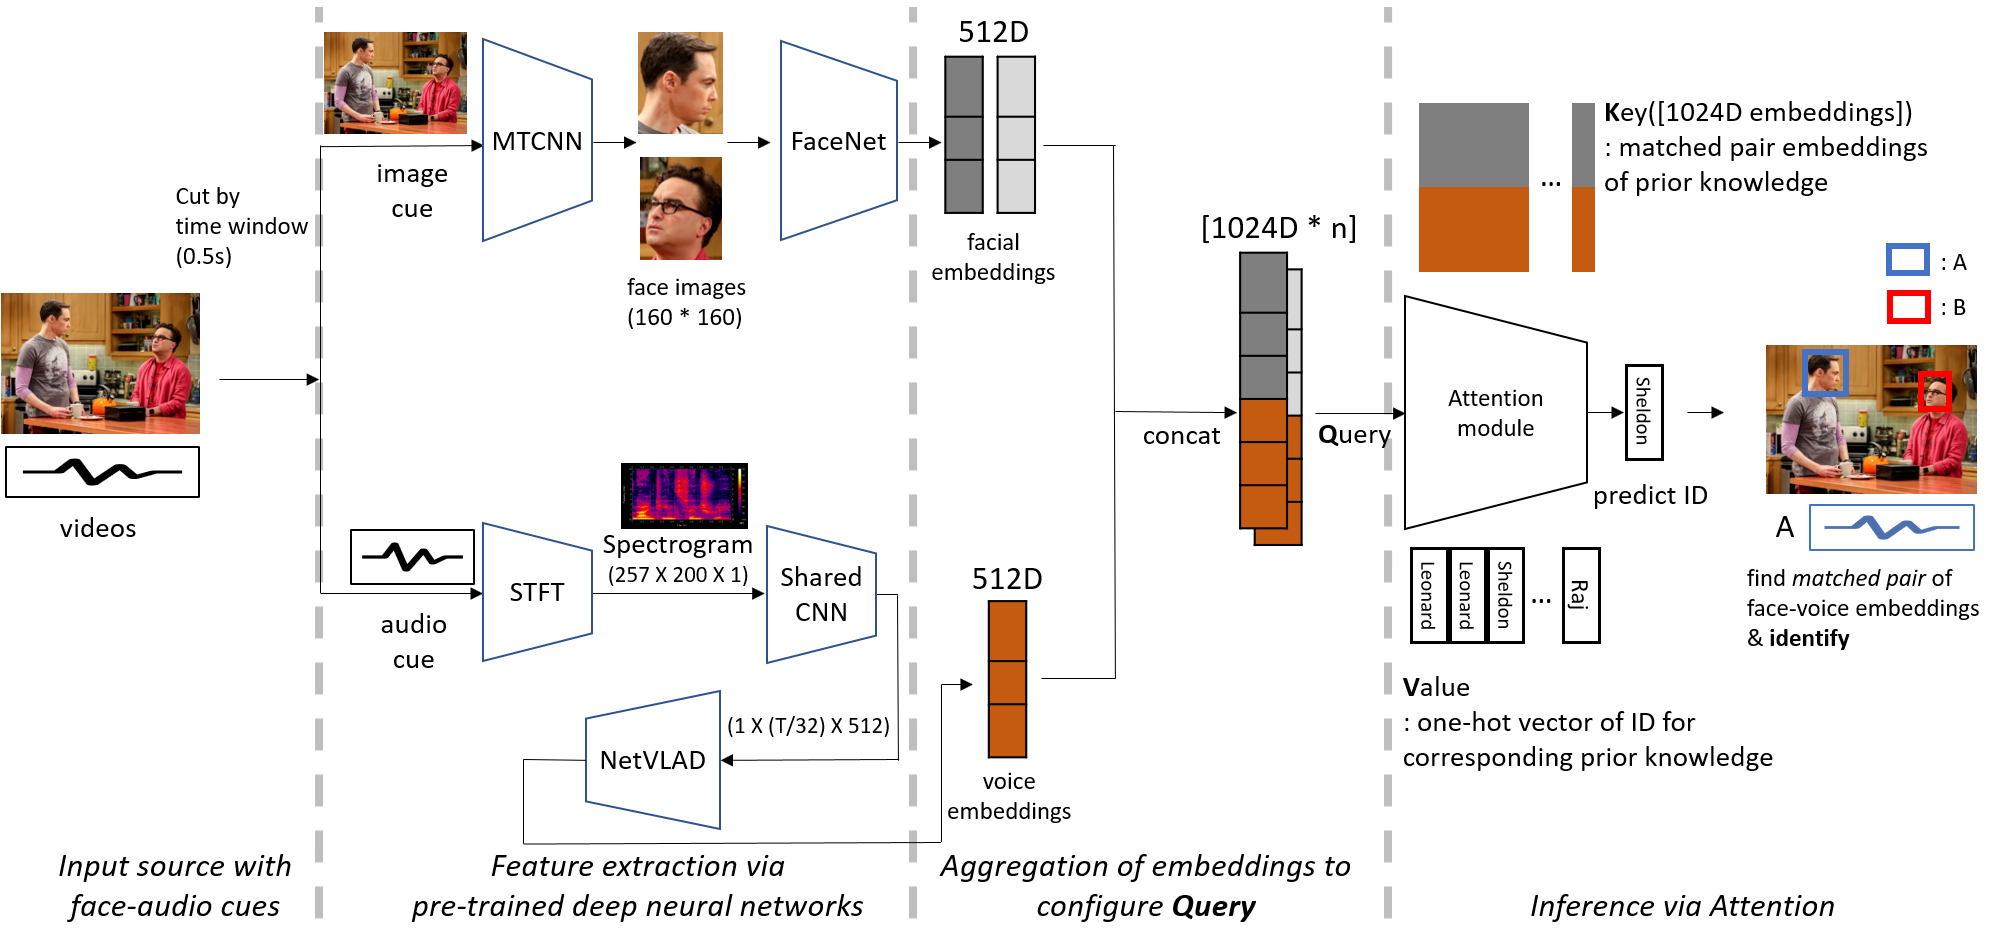 Cut by
time window
(0.5s)
videos
image
cue
MTCNN
face images
(160 * 160)
FaceNet
audio
cue
STFT
Spectrogram
(257 X 200 X 1)
Shared
CNN
(1 X (T/32) X 512)
NetVLAD
512D
facial
embeddings
512D
voice
embeddings
concat
[1024D * n]
Query
Key([1024D embeddings])
: matched pair embeddings
of prior knowledge
...
Attention
module
Sheldon
predict ID
Leonard
Leonard
Sheldon
...
Raj
Value
: one-hot vector of ID for
corresponding prior knowledge
: A
: B
A
find matched pair of
face-voice embeddings
& identify
Input source with
face-audio cues
Feature extraction via
pre-trained deep neural networks
Aggregation of embeddings to
configure Query
Inference via Attention